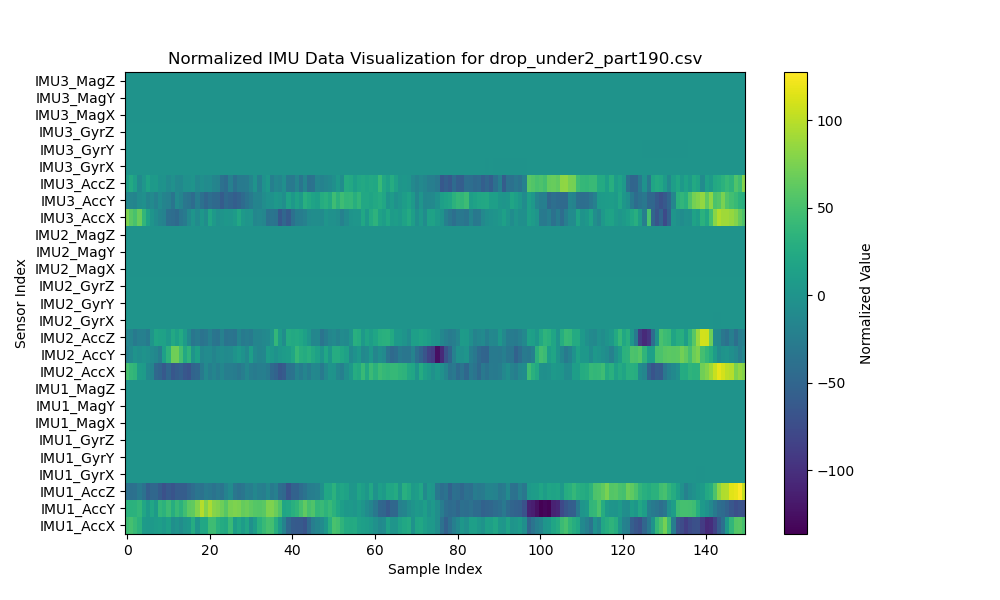 Normalized IMU Data Visualization for drop_under2_part190.csv
IMU3_MagZ
IMU3_MagY
IMU3_MagX
IMU3_GyrZ
IMU3_GyrY
IMU3_GyrX
IMU3_AccZ
IMU3_AccY
IMU3_AccX
IMU2_MagZ
IMU2_MagY
IMU2_MagX
IMU2_GyrZ
IMU2_GyrY
IMU2_GyrX
IMU2_AccZ
IMU2_AccY
IMU2_AccX
IMU1_MagZ
IMU1_MagY
IMU1_MagX
IMU1_GyrZ
IMU1_GyrY
IMU1_GyrX
IMU1_AccZ
IMU1_AccY
IMU1_AccX
Sensor Index
0 20 40 60 80 100 120 140
Sample Index
100
50
0
−50
−100
Normalized Value